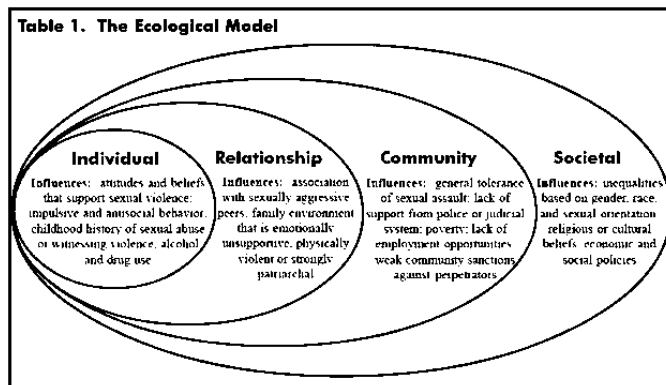 Table 1. The Ecological Model
Individual
Influences: attitudes and beliefs
that support sexual violence;
impulsive and antisocial behavior;
childhood history of sexual abuse
or witnessing violence; alcohol
and drug use
Relationship
Influences: association
with sexually aggressive
peers; family environment
that is emotionally
unsupportive, physically
violent or strongly
patriarchal
Community
Influences: general tolerance
of sexual assault; lack of
support from police or judicial
system; poverty; lack of
employment opportunities
weak community sanctions
against perpetrators
Societal
Influences: inequalities
based on gender, race,
and sexual orientation
religious or cultural
beliefs, economic and
social policies